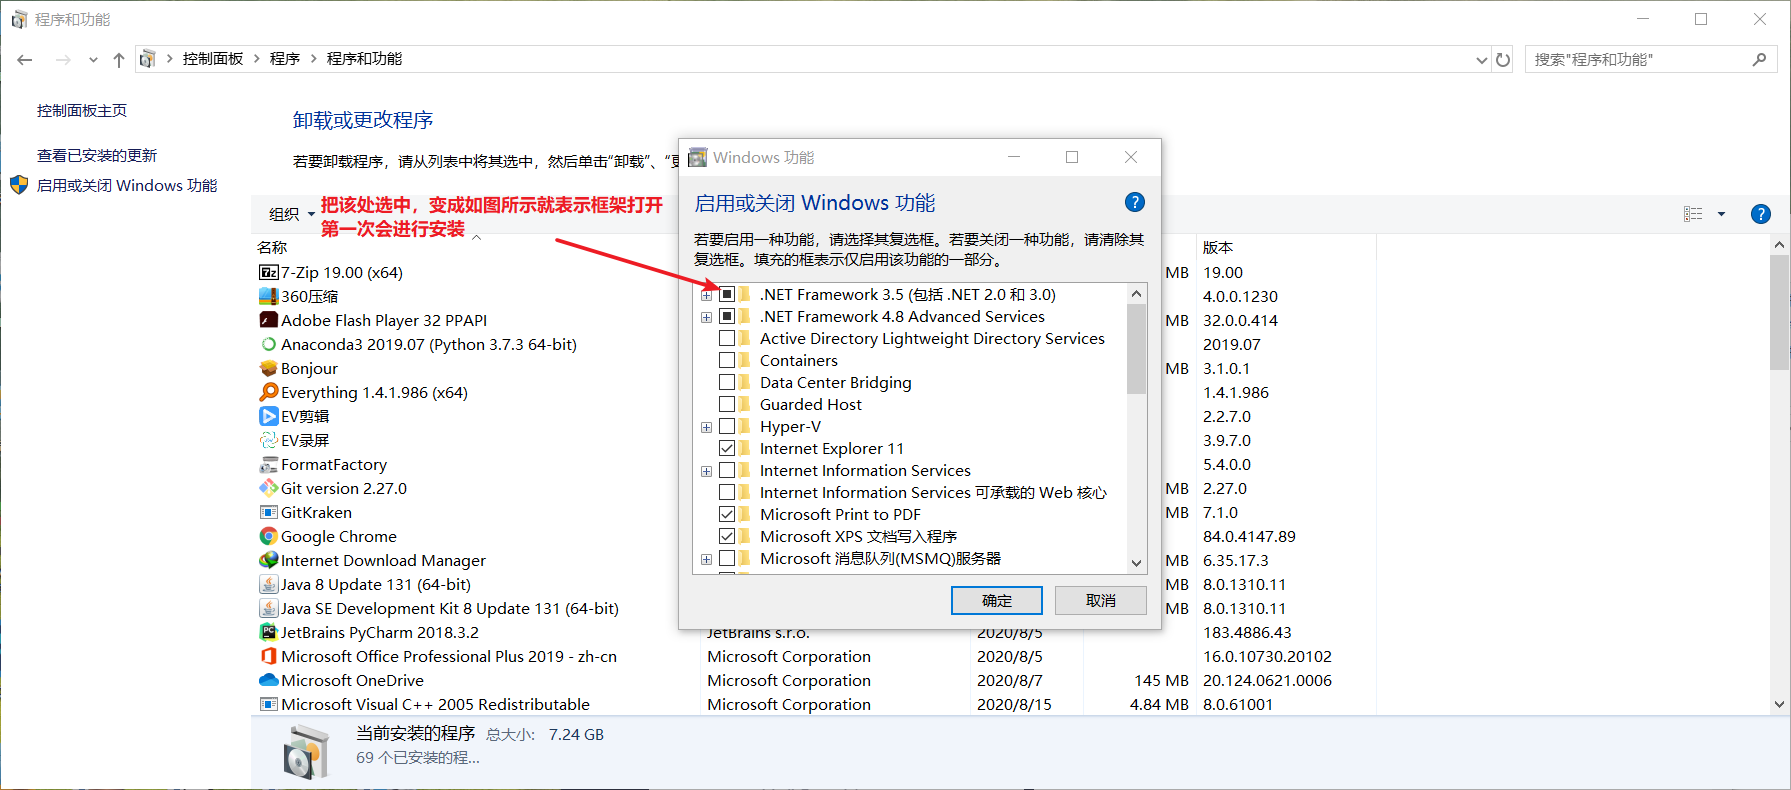 程序和功能
控制面板 > 程序 > 程序和功能
搜索"程序和功能"
控制面板主页
查看已安装的更新
启用或关闭 Windows 功能
卸载或更改程序
若要卸载程序，请从列表中将其选中，然后单击“卸载”、“更
组织
把该处选中，变成如图所示就表示框架打开
第一次会进行安装
名称
版本
7-Zip 19.00 (x64)
MB 19.00
360压缩
4.0.0.1230
Adobe Flash Player 32 PPAPI
MB 32.0.0.414
Anaconda3 2019.07 (Python 3.7.3 64-bit)
2019.07
Bonjour
MB 3.1.0.1
Everything 1.4.1.986 (x64)
1.4.1.986
EV剪辑
2.2.7.0
EV录屏
3.9.7.0
FormatFactory
5.4.0.0
Git version 2.27.0
MB 2.27.0
GitKraken
MB 7.1.0
Google Chrome
84.0.4147.89
Internet Download Manager
MB 6.35.17.3
Java 8 Update 131 (64-bit)
MB 8.0.1310.11
Java SE Development Kit 8 Update 131 (64-bit)
MB 8.0.1310.11
JetBrains PyCharm 2018.3.2 JetBrains s.r.o. 2020/8/5 183.4886.43
Microsoft Office Professional Plus 2019 - zh-cn Microsoft Corporation 2020/8/5 16.0.10730.20102
Microsoft OneDrive Microsoft Corporation 2020/8/7 145 MB 20.124.0621.0006
Microsoft Visual C++ 2005 Redistributable Microsoft Corporation 2020/8/15 4.84 MB 8.0.61001
Windows 功能
启用或关闭 Windows 功能
若要启用一种功能，请选择其复选框。若要关闭一种功能，请清除其
复选框。填充的框表示仅启用该功能的一部分。
.NET Framework 3.5 (包括 .NET 2.0 和 3.0)
.NET Framework 4.8 Advanced Services
Active Directory Lightweight Directory Services
Containers
Data Center Bridging
Guarded Host
Hyper-V
Internet Explorer 11
Internet Information Services
Internet Information Services 可承载的 Web 核心
Microsoft Print to PDF
Microsoft XPS 文档写入程序
Microsoft 消息队列(MSMQ)服务器
确定
取消
当前安装的程序 总大小: 7.24 GB
69 个已安装的程...